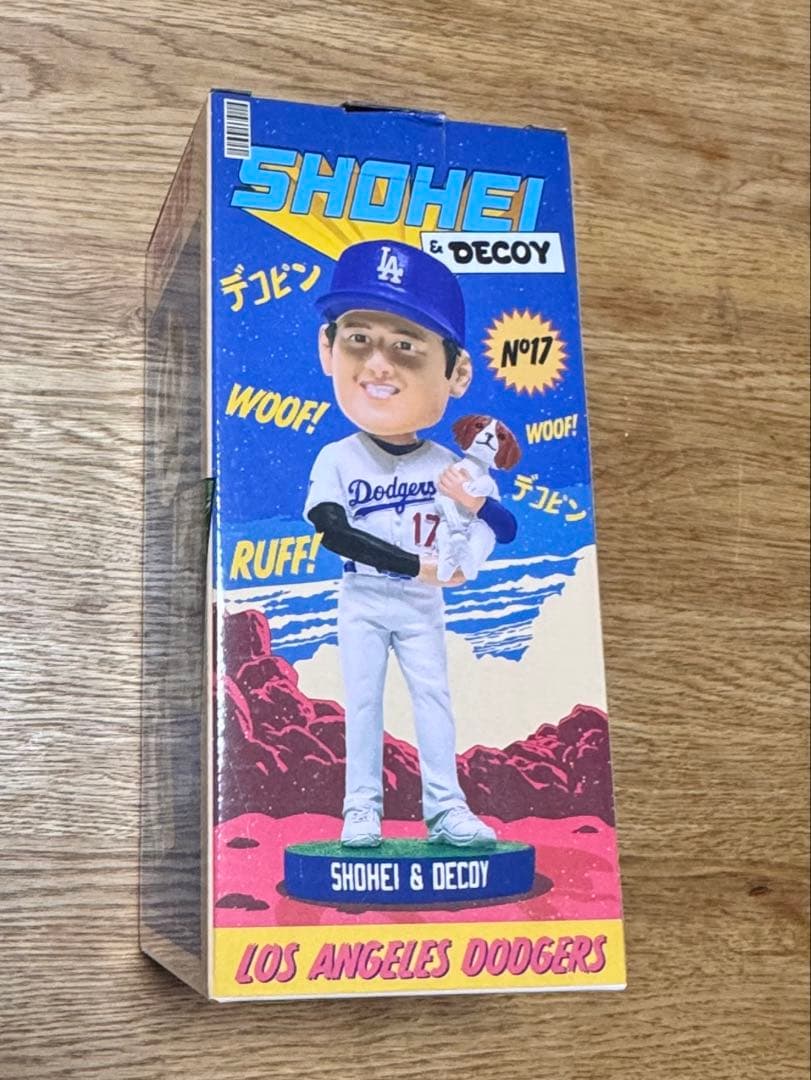 SHOHEI
& DECOY
デコピン
LA
Nº17
WOOF!
WOOF!
Dodgers
17
デコピン
RUFF!
SHOHEI & DECOY
LOS ANGELES DODGERS